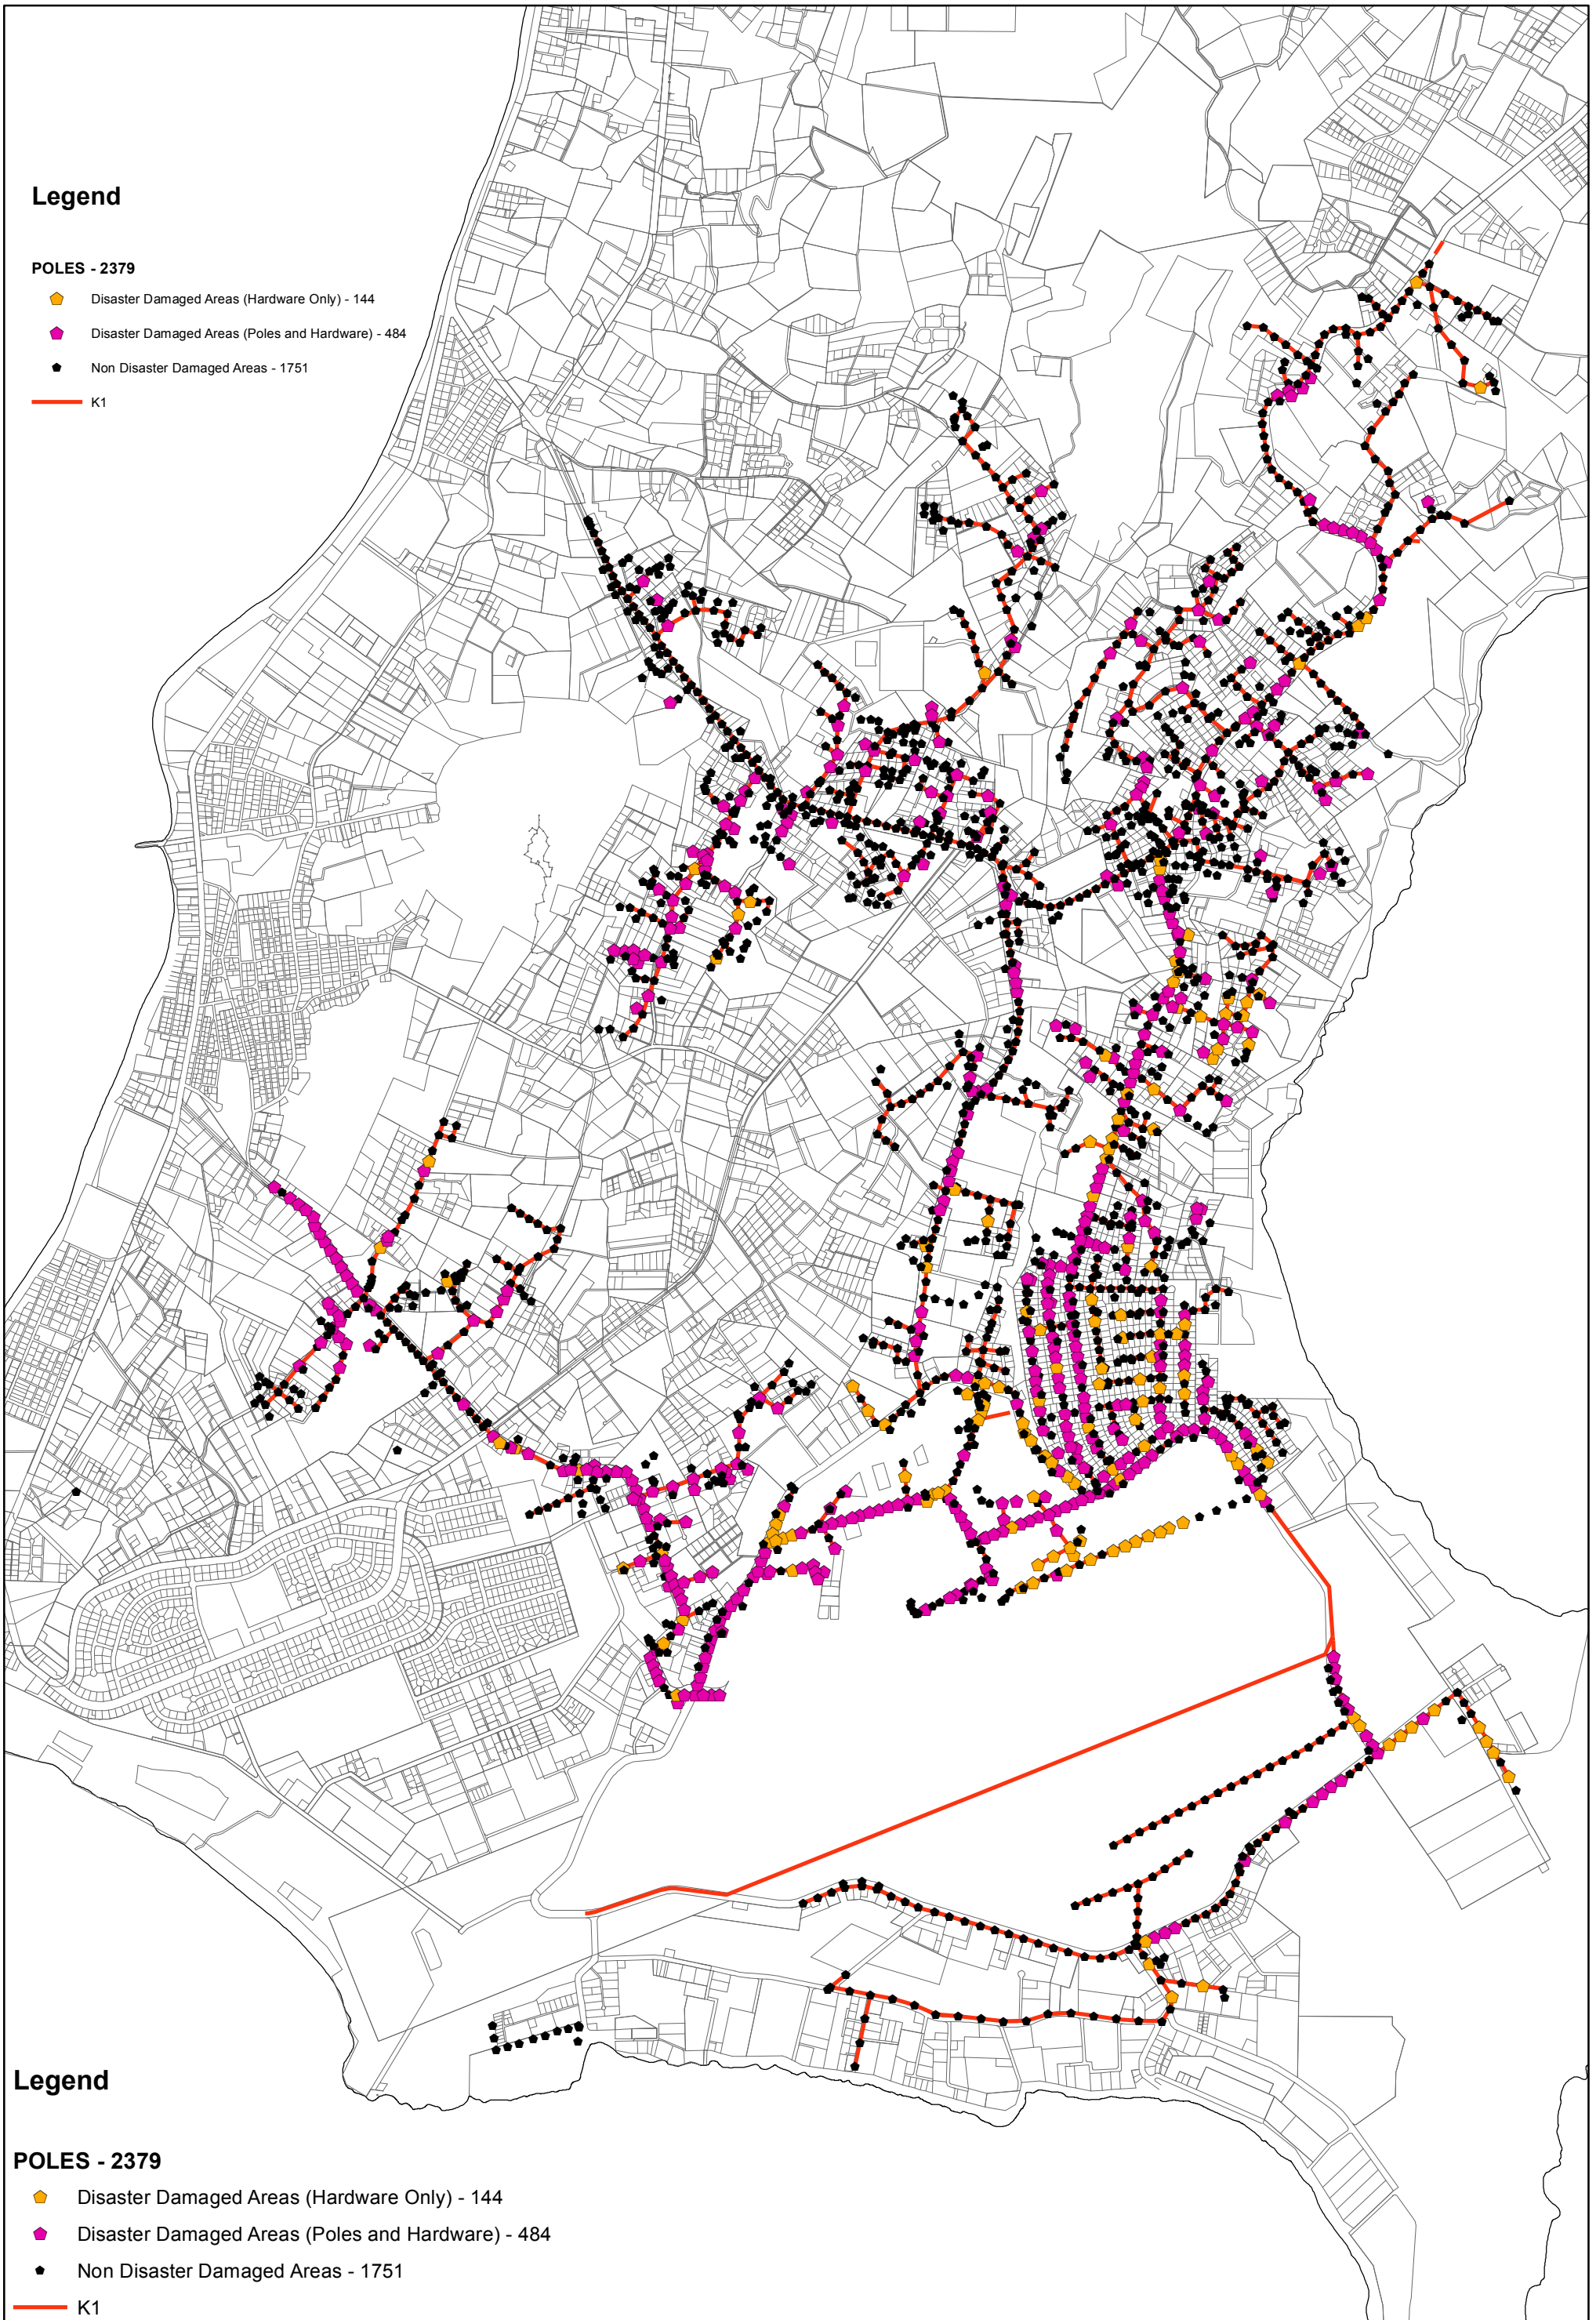 Legend
POLES - 2379
Disaster Damaged Areas (Hardware Only) - 144
Disaster Damaged Areas (Poles and Hardware) - 484
Non Disaster Damaged Areas - 1751
K1
Legend
POLES - 2379
Disaster Damaged Areas (Hardware Only) - 144
Disaster Damaged Areas (Poles and Hardware) - 484
Non Disaster Damaged Areas - 1751
K1